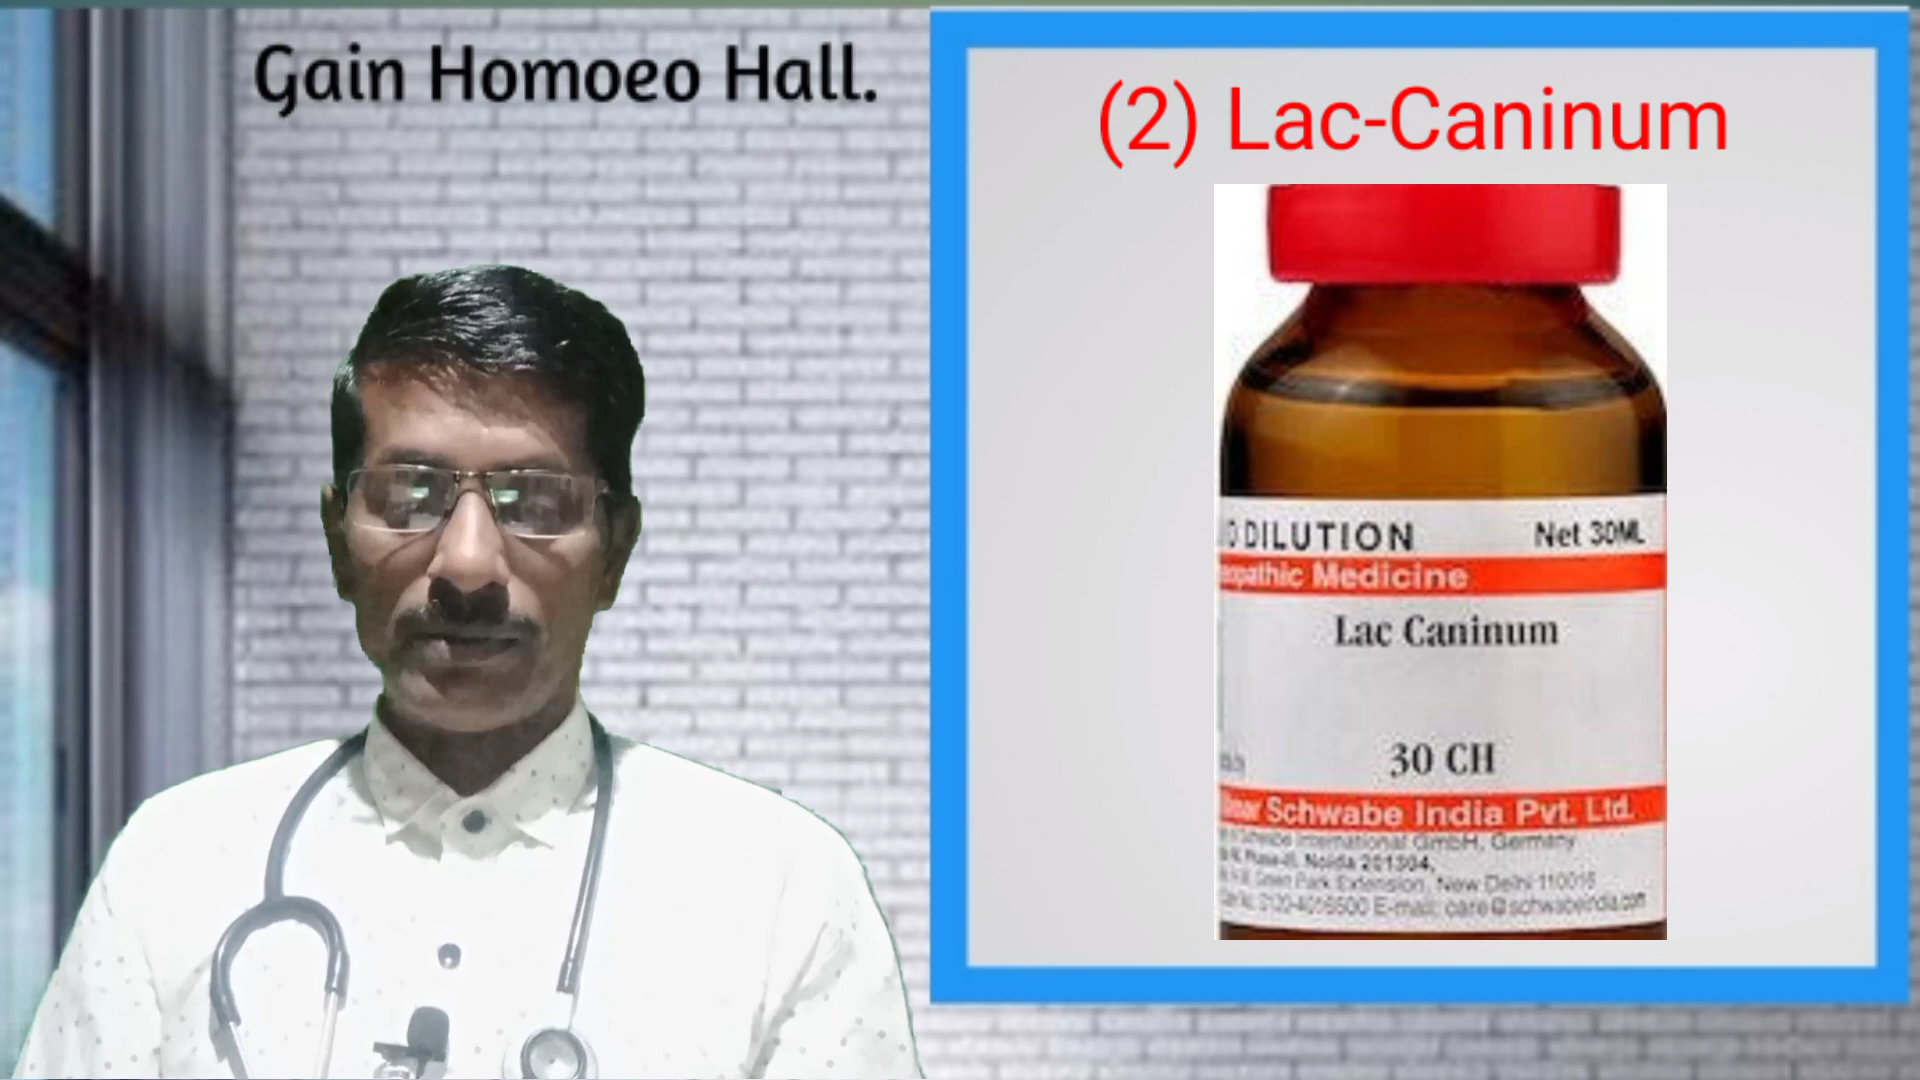 Gain Homoeo Hall.
(2) Lac-Caninum
DILUTION Net 30ML
Medicine
Lac Caninum
30 CH
Schwabe India Pvt. Ltd.
International GmbH, Germany
Noida 201304,
Green Park Extension, New Delhi 110016
E-mail: care@schwabeindia.com